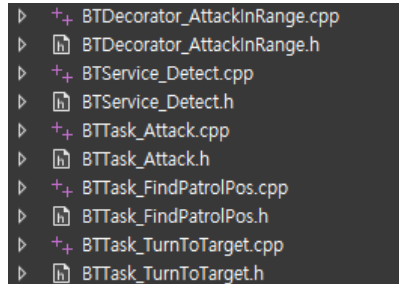 BTDecorator_AttackInRange.cpp
BTDecorator_AttackInRange.h
BTService_Detect.cpp
BTService_Detect.h
BTTask_Attack.cpp
BTTask_Attack.h
BTTask_FindPatrolPos.cpp
BTTask_FindPatrolPos.h
BTTask_TurnToTarget.cpp
BTTask_TurnToTarget.h